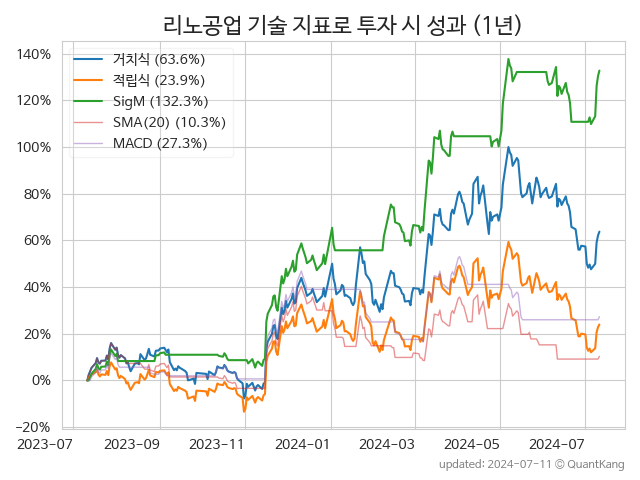 리노공업 기술 지표로 투자 시 성과 (1년)
140%
120%
100%
80%
60%
40%
20%
0%
−20%
거치식 (63.6%)
적립식 (23.9%)
SigM (132.3%)
SMA(20) (10.3%)
MACD (27.3%)
2023-07
2023-09
2023-11
2024-01
2024-03
2024-05
2024-07
updated: 2024-07-11 © QuantKang